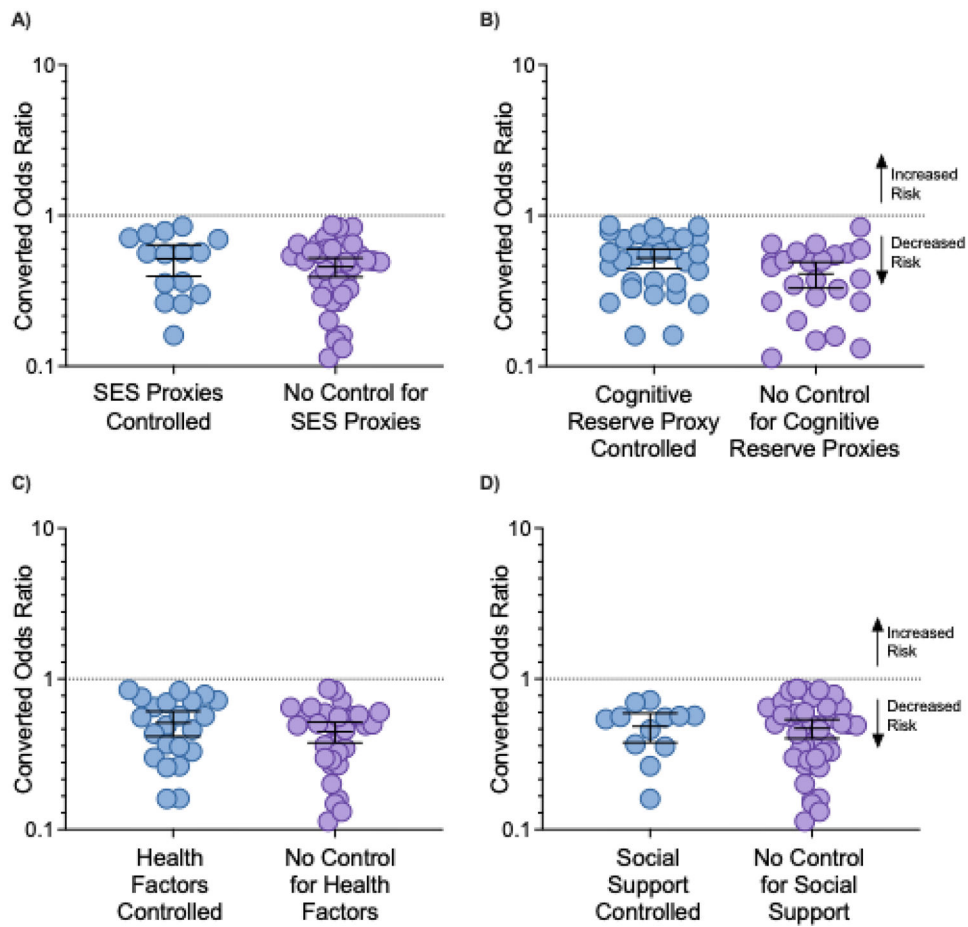 A)
10
1
0.1
Converted Odds Ratio
SES Proxies
Controlled
No Control for
SES Proxies
B)
10
1
0.1
Converted Odds Ratio
Increased
Risk
Decreased
Risk
Cognitive
Reserve Proxy
Controlled
No Control
for Cognitive
Reserve Proxies
C)
10
1
0.1
Converted Odds Ratio
Health
Factors
Controlled
No Control
for Health
Factors
D)
10
1
0.1
Converted Odds Ratio
Increased
Risk
Decreased
Risk
Social
Support
Controlled
No Control
for Social
Support